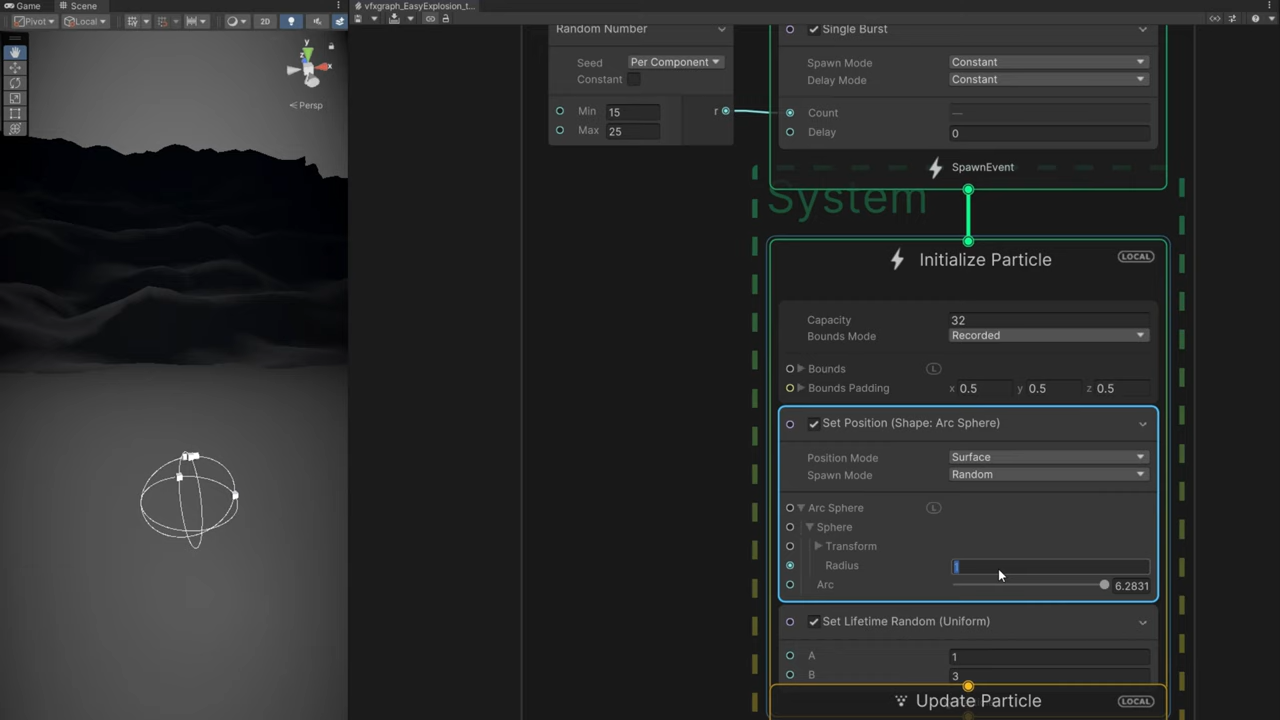 Game
Scene
vfxgraph_EasyExplosion_t...
Pivot
Local
2D
y
z
x
Persp
Random Number
Seed
Per Component
Constant
Min
15
r
Max
25
Single Burst
Spawn Mode
Constant
Delay Mode
Constant
Count
—
Delay
0
SpawnEvent
System
Initialize Particle
LOCAL
Capacity
32
Bounds Mode
Recorded
Bounds
L
Bounds Padding
x 0.5 y 0.5 z 0.5
Set Position (Shape: Arc Sphere)
Position Mode
Surface
Spawn Mode
Random
Arc Sphere
L
Sphere
Transform
Radius
1
Arc
6.2831
Set Lifetime Random (Uniform)
A
1
B
3
Update Particle
LOCAL